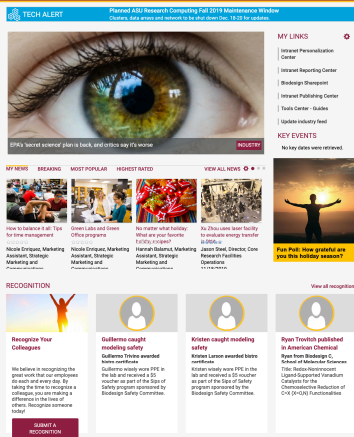 TECH ALERT
Planned ASU Research Computing Fall 2019 Maintenance Window
Clusters, data arrays and network to be shut down Dec. 18-20 for updates.
EPA's 'secret science' plan is back, and critics say it's worse
INDUSTRY
MY LINKS
Intranet Personalization
Center
Intranet Reporting Center
Biodesign Sharepoint
Intranet Publishing Center
Tools Center - Guides
Update industry feed
KEY EVENTS
No key dates were retrieved.
MY NEWS BREAKING MOST POPULAR HIGHEST RATED VIEW ALL NEWS
How to balance it all: Tips
for time management
Nicole Enriquez, Marketing
Assistant, Strategic
Marketing and
Communications
Green Labs and Green
Office programs
Nicole Enriquez, Marketing
Assistant, Strategic
Marketing and
Communications
No matter what holiday:
What are your favorite
holiday recipes?
Hannah Balsmut, Marketing
Assistant, Strategic
Marketing and
Communications
Xu Zhou uses laser facility
to evaluate energy transfer
Jason Steel, Director, Core
Research Facilities
Operations
Fun Poll: How grateful are
you this holiday season?
RECOGNITION
View all recognition
Recognize Your
Colleagues
We believe in recognizing the
great work that our employees
do each and every day. By
taking the time to recognize a
colleague, you are making a
difference in the lives of
others. Recognize someone
today!
SUBMIT A
RECOGNITION
Guillermo caught
modeling safety
Guillermo Trivino awarded
bistro certificate
Guillermo wisely wore PPE in
the lab and received a $5
voucher as part of the Sips of
Safety program sponsored by
Biodesign Safety Committee.
Kristen caught modeling
safety
Kristen Larson awarded bistro
certificate
Kristen wisely wore PPE in the
lab and received a $5 voucher
as part of the Sips of Safety
program sponsored by the
Biodesign Safety Committee.
Ryan Trovitch published
in American Chemical
Ryan from Biodesign C,
School of Molecular Sciences
Title: Redox-Noninnocent
Ligand-Supported Vanadium
Catalysts for the
Chemoselective Reduction of
C=X (X=O,N) Functionalities